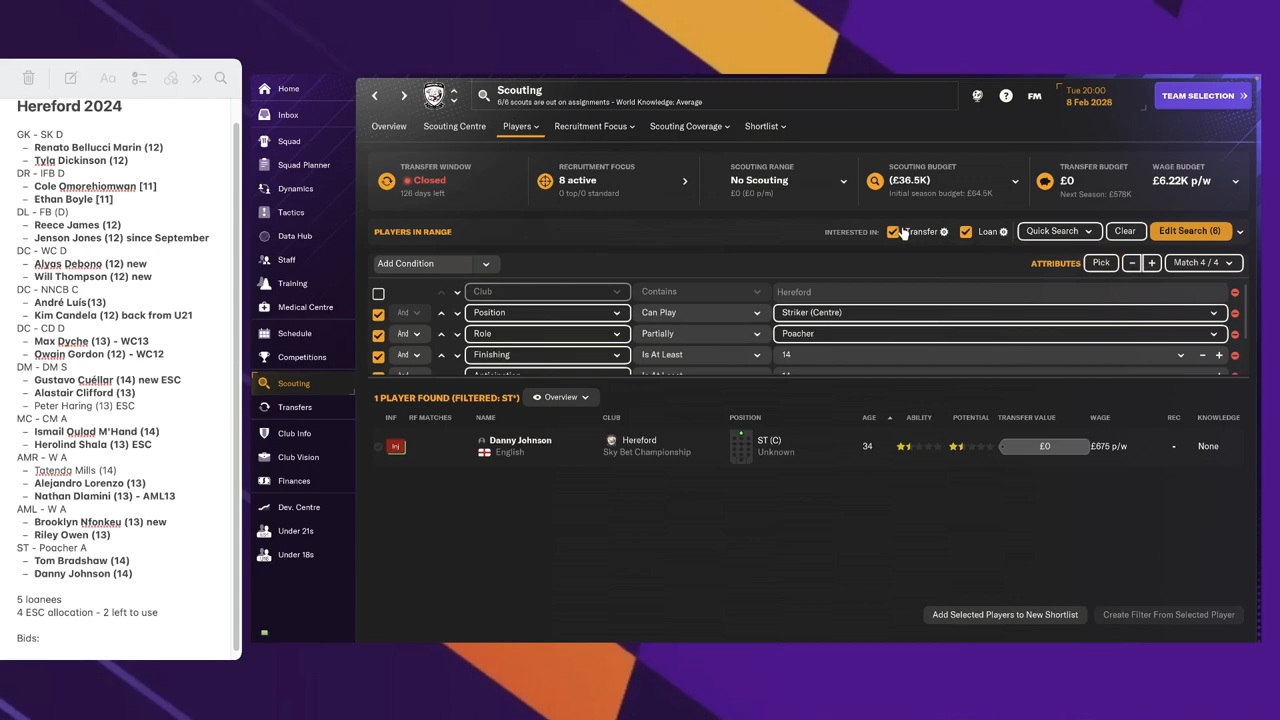 Hereford 2024
GK - SK D
– Renato Bellucci Marin (12)
– Tyla Dickinson (12)
DR - IFB D
– Cole Omorehiomwan [11]
– Ethan Boyle [11]
DL - FB (D)
– Reece James (12)
– Jenson Jones (12) since September
DC - WC D
– Alyas Debono (12) new
– Will Thompson (12) new
DC - NNCB C
– André Luís(13)
– Kim Candela (12) back from U21
DC - CD D
– Max Dyche (13) - WC13
– Owain Gordon (12) - WC12
DM - DM S
– Gustavo Cuéllar (14) new ESC
– Alastair Clifford (13)
– Peter Haring (13) ESC
MC - CM A
– Ismail Oulad M'Hand (14)
– Herolind Shala (13) ESC
AMR - W A
– Tatenda Mills (14)
– Alejandro Lorenzo (13)
– Nathan Dlamini (13) - AML13
AML - W A
– Brooklyn Nfonkeu (13) new
– Riley Owen (13)
ST - Poacher A
– Tom Bradshaw (14)
– Danny Johnson (14)
5 loanees
4 ESC allocation - 2 left to use
Bids:
Home
Inbox
Squad
Squad Planner
Dynamics
Tactics
Data Hub
Staff
Training
Medical Centre
Schedule
Competitions
Scouting
Transfers
Club Info
Club Vision
Finances
Dev. Centre
Under 21s
Under 18s
Scouting
6/6 scouts are out on assignments - World Knowledge: Average
FM
Tue 20:00
8 Feb 2028
TEAM SELECTION
Overview Scouting Centre Players Recruitment Focus Scouting Coverage Shortlist
TRANSFER WINDOW
Closed
126 days left
RECRUITMENT FOCUS
8 active
0 top/0 standard
SCOUTING RANGE
No Scouting
£0 (£0 p/m)
SCOUTING BUDGET
(£36.5K)
Initial season budget: £64.5K
TRANSFER BUDGET
£0
Next Season: £578K
WAGE BUDGET
£6.22K p/w
PLAYERS IN RANGE
INTERESTED IN: Transfer Loan Quick Search Clear Edit Search (6)
Add Condition ATTRIBUTES Pick - + Match 4 / 4
Club Contains Hereford
And Position Can Play Striker (Centre)
And Role Partially Poacher
And Finishing Is At Least 14
1 PLAYER FOUND (FILTERED: ST*) Overview
INF RF MATCHES NAME CLUB POSITION AGE ABILITY POTENTIAL TRANSFER VALUE WAGE REC KNOWLEDGE
Inj Danny Johnson Hereford ST (C) 34 £0 £675 p/w - None
English Sky Bet Championship Unknown
Add Selected Players to New Shortlist Create Filter From Selected Player